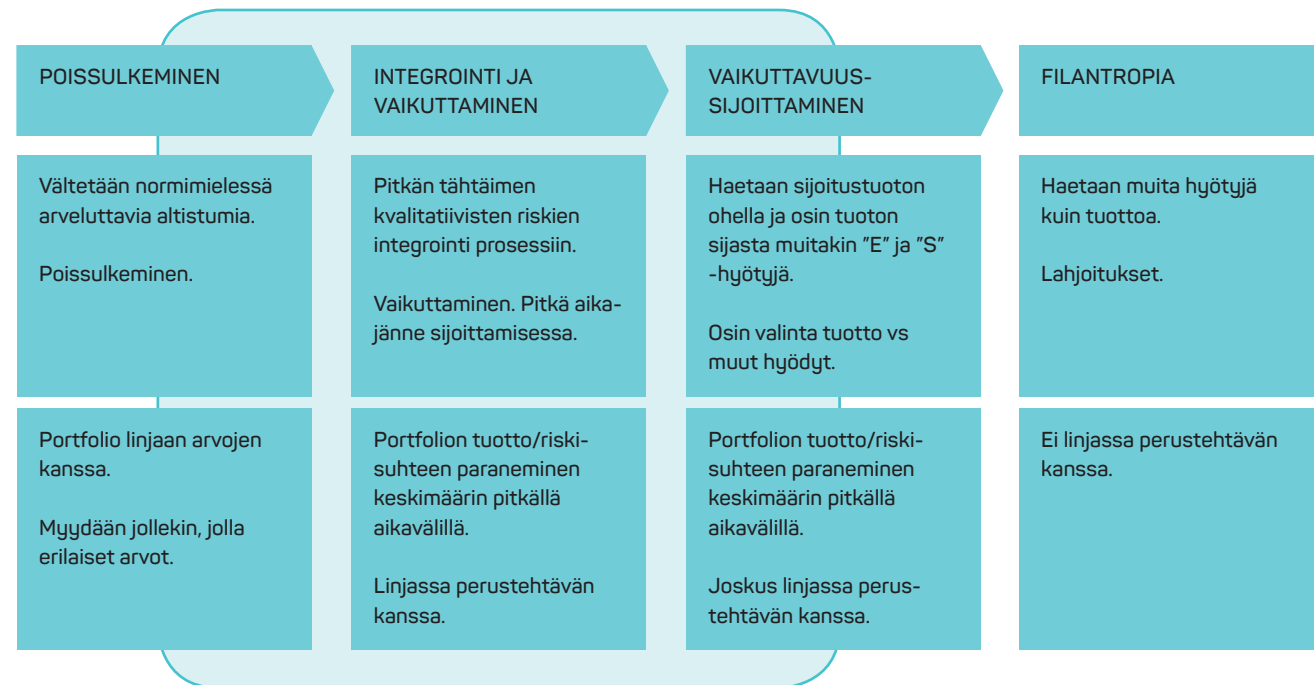 POISSULKEMINEN
INTEGROINTI JA
VAIKUTTAMINEN
VAIKUTTAVUUS-
SIJOITTAMINEN
FILANTROPIA
Vältetään normimielessä
arveluttavia altistumia.
Poissulkeminen.
Pitkän tähtäimen
kvalitatiivisten riskien
integrointi prosessiin.
Vaikuttaminen. Pitkä aika-
jänne sijoittamisessa.
Haetaan sijoitustuoton
ohella ja osin tuoton
sijasta muitakin ”E” ja ”S”
-hyötyjä.
Osin valinta tuotto vs
muut hyödyt.
Haetaan muita hyötyjä
kuin tuottoa.
Lahjoitukset.
Portfolio linjaan arvojen
kanssa.
Myydään jollekin, jolla
erilaiset arvot.
Portfolion tuotto/riski-
suhteen paraneminen
keskimäärin pitkällä
aikavälillä.
Linjassa perustehtävän
kanssa.
Portfolion tuotto/riski-
suhteen paraneminen
keskimäärin pitkällä
aikavälillä.
Joskus linjassa perus-
tehtävän kanssa.
Ei linjassa perustehtävän
kanssa.